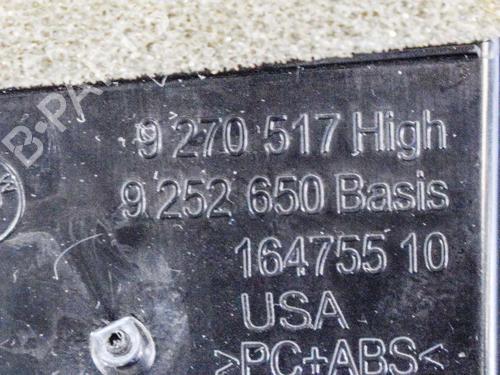 9 270 517 High
9 252 650 Basis
164755 10
USA
>PC+ABS<